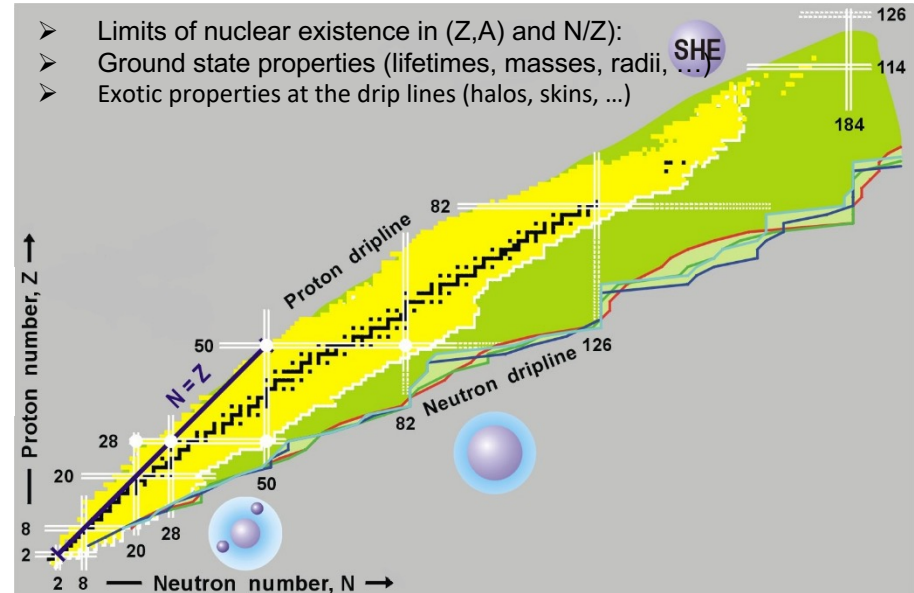 ➢ Limits of nuclear existence in (Z,A) and N/Z):
➢ Ground state properties (lifetimes, masses, radii, …)
➢ Exotic properties at the drip lines (halos, skins, …)
SHE
126
114
184
82
Proton dripline
126
50
N = Z
Neutron dripline
82
28
50
20
28
20
8
2
2 8
Proton number, Z
Neutron number, N